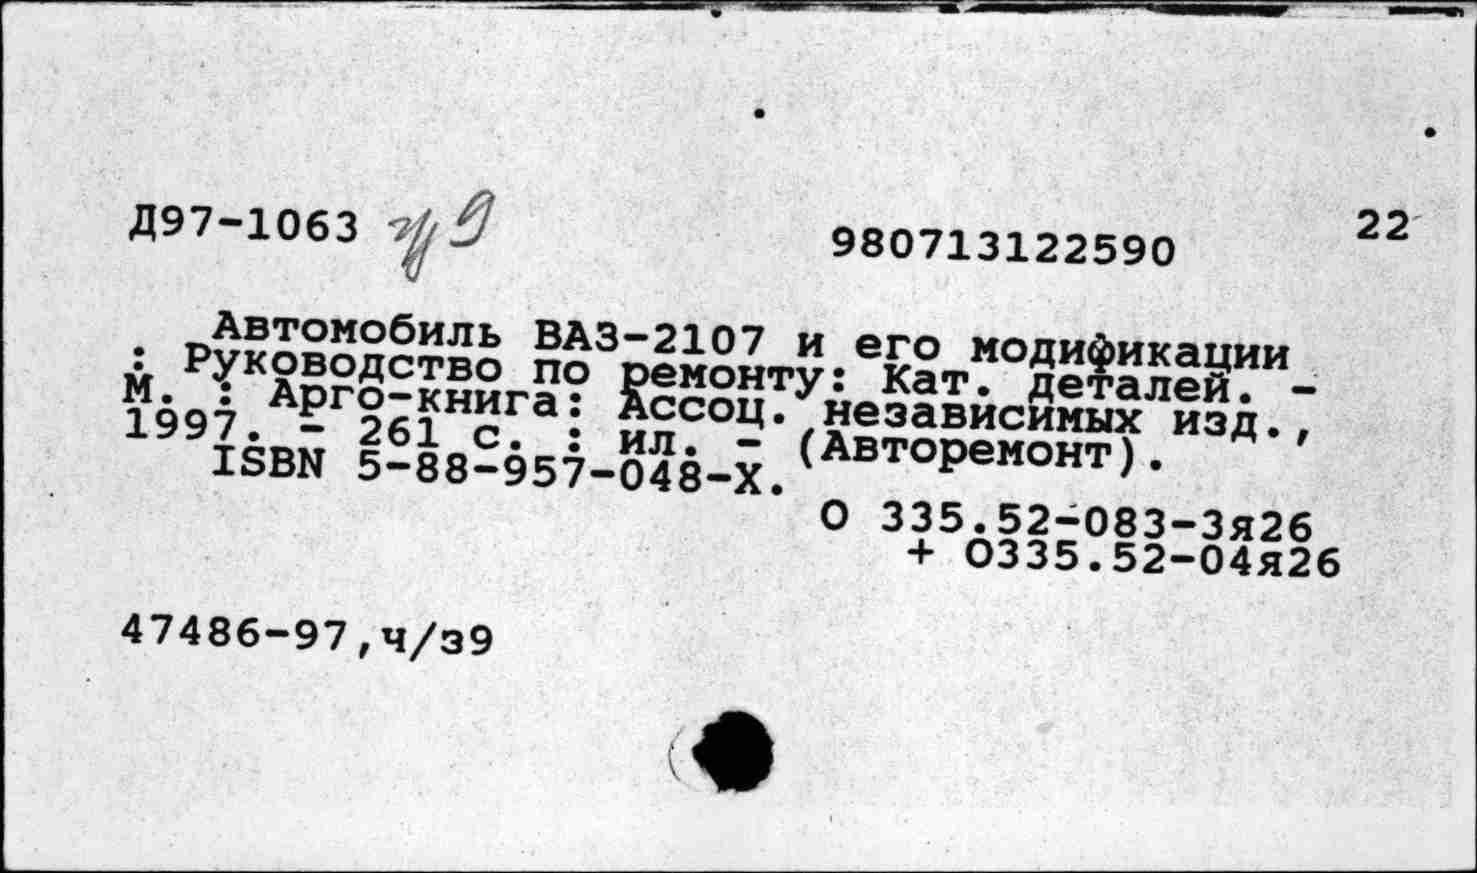 Д97-1063
980713122590
22
Автомобиль ВАЗ-2107 и его модификации
: Руководство по ремонту: Кат. деталей. -
М. : Арго-книга: Ассоц. независимых изд.,
1997. - 261 с. : ил. - (Авторемонт).
ISBN 5-88-957-048-X.
О 335.52-083-3я26
+ О335.52-04я26
47486-97,ч/з9